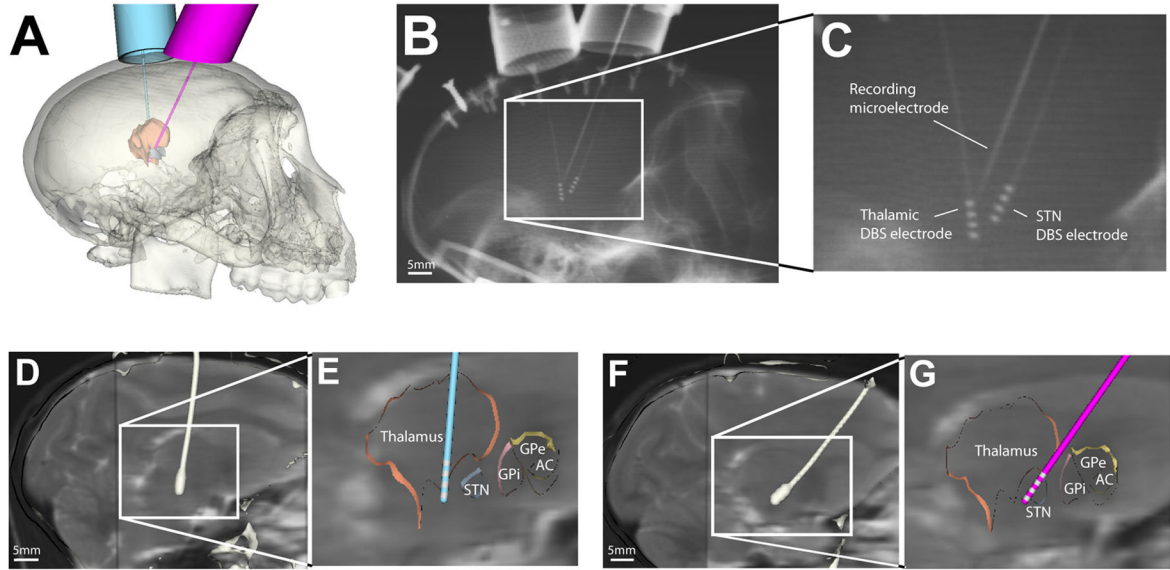 A
B
C
Recording
microelectrode
Thalamic
DBS electrode
STN
DBS electrode
5mm
D
E
Thalamus
GPe
AC
GPi
STN
5mm
F
G
Thalamus
GPe
AC
GPi
STN
5mm